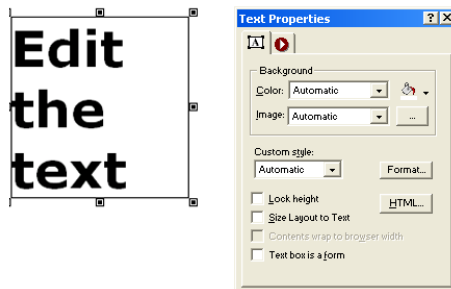 Edit
the
text
Text Properties
A
Background
Color: Automatic
Image: Automatic ...
Custom style:
Automatic Format...
Lock height HTML...
Size Layout to Text
Contents wrap to browser width
Text box is a form